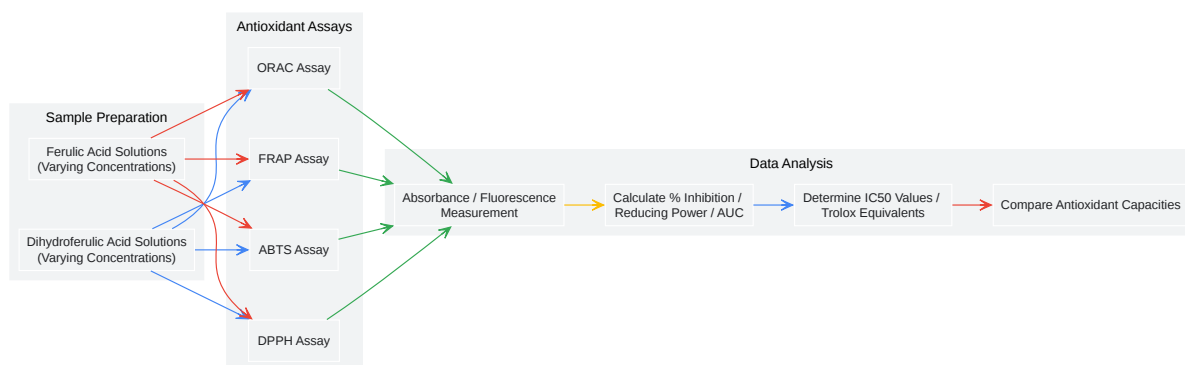 Sample Preparation
Ferulic Acid Solutions
(Varying Concentrations)
Dihydroferulic Acid Solutions
(Varying Concentrations)
Antioxidant Assays
ORAC Assay
FRAP Assay
ABTS Assay
DPPH Assay
Data Analysis
Absorbance / Fluorescence
Measurement
Calculate % Inhibition /
Reducing Power / AUC
Determine IC50 Values /
Trolox Equivalents
Compare Antioxidant Capacities